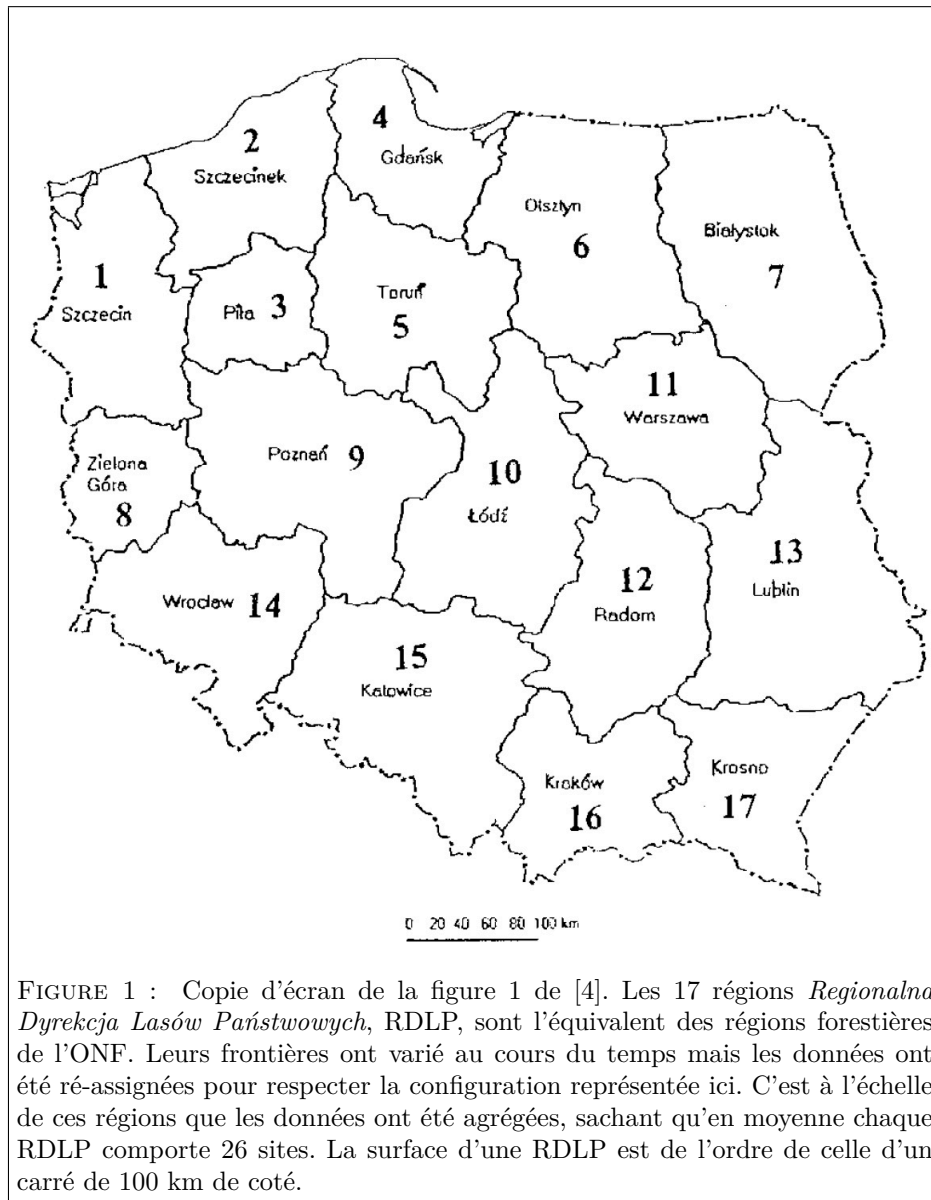 4
2
Gdańsk
Szczecinek
Olsztyn
Białystok
6
1
7
Szczecin
Piła 3
Toruń
5
11
Warszawa
Zielona
Góra
8
Poznań 9
10
Łódź
13
Lublin
12
Radom
Wrocław 14
15
Katowice
Kraków
16
Krosno
17
0 20 40 60 80 100 km
FIGURE 1 : Copie d'écran de la figure 1 de [4]. Les 17 régions Regionalna
Dyrekcja Lasów Państwowych, RDLP, sont l'équivalent des régions forestières
de l'ONF. Leurs frontières ont varié au cours du temps mais les données ont
été ré-assignées pour respecter la configuration représentée ici. C'est à l'échelle
de ces régions que les données ont été agrégées, sachant qu'en moyenne chaque
RDLP comporte 26 sites. La surface d'une RDLP est de l'ordre de celle d'un
carré de 100 km de coté.